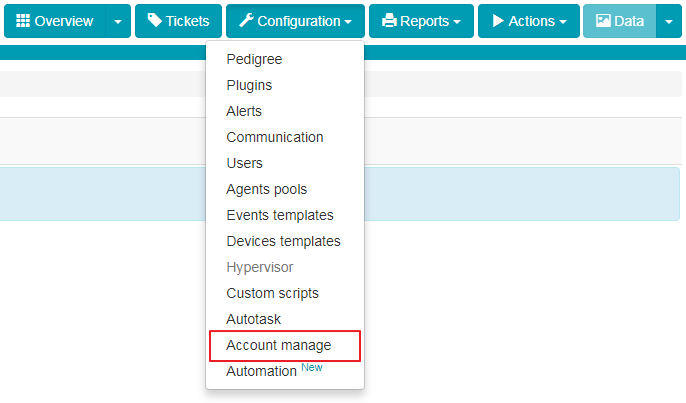 Overview Tickets Configuration Reports Actions Data
Pedigree
Plugins
Alerts
Communication
Users
Agents pools
Events templates
Devices templates
Hypervisor
Custom scripts
Autotask
Account manage
Automation New